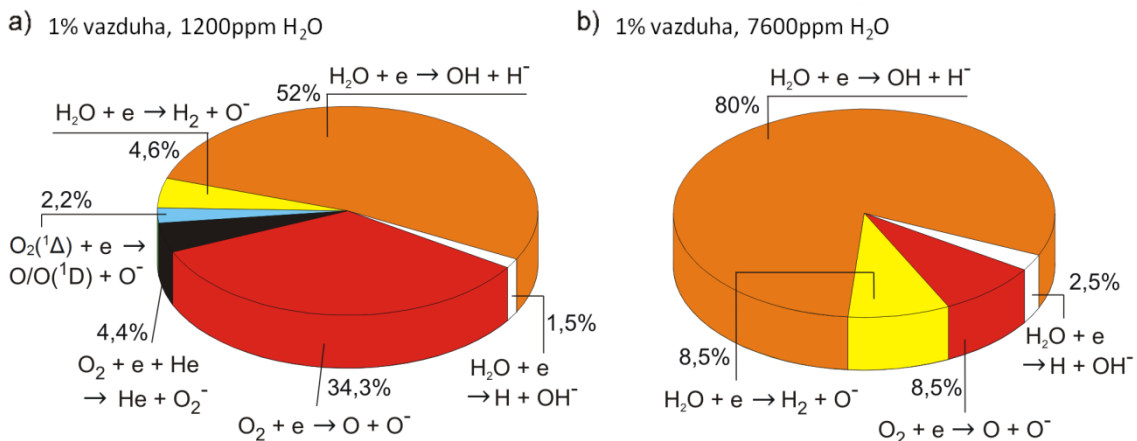 a) 1% vazduha, 1200ppm H₂O
H₂O + e → OH + H⁻
52%
H₂O + e → H₂ + O⁻
4,6%
2,2%
O₂(¹Δ) + e →
O/O(¹D) + O⁻
4,4%
O₂ + e + He
→ He + O₂⁻
34,3%
O₂ + e → O + O⁻
1,5%
H₂O + e
→ H + OH⁻
b) 1% vazduha, 7600ppm H₂O
H₂O + e → OH + H⁻
80%
2,5%
H₂O + e
→ H + OH⁻
8,5%
H₂O + e → H₂ + O⁻
8,5%
O₂ + e → O + O⁻